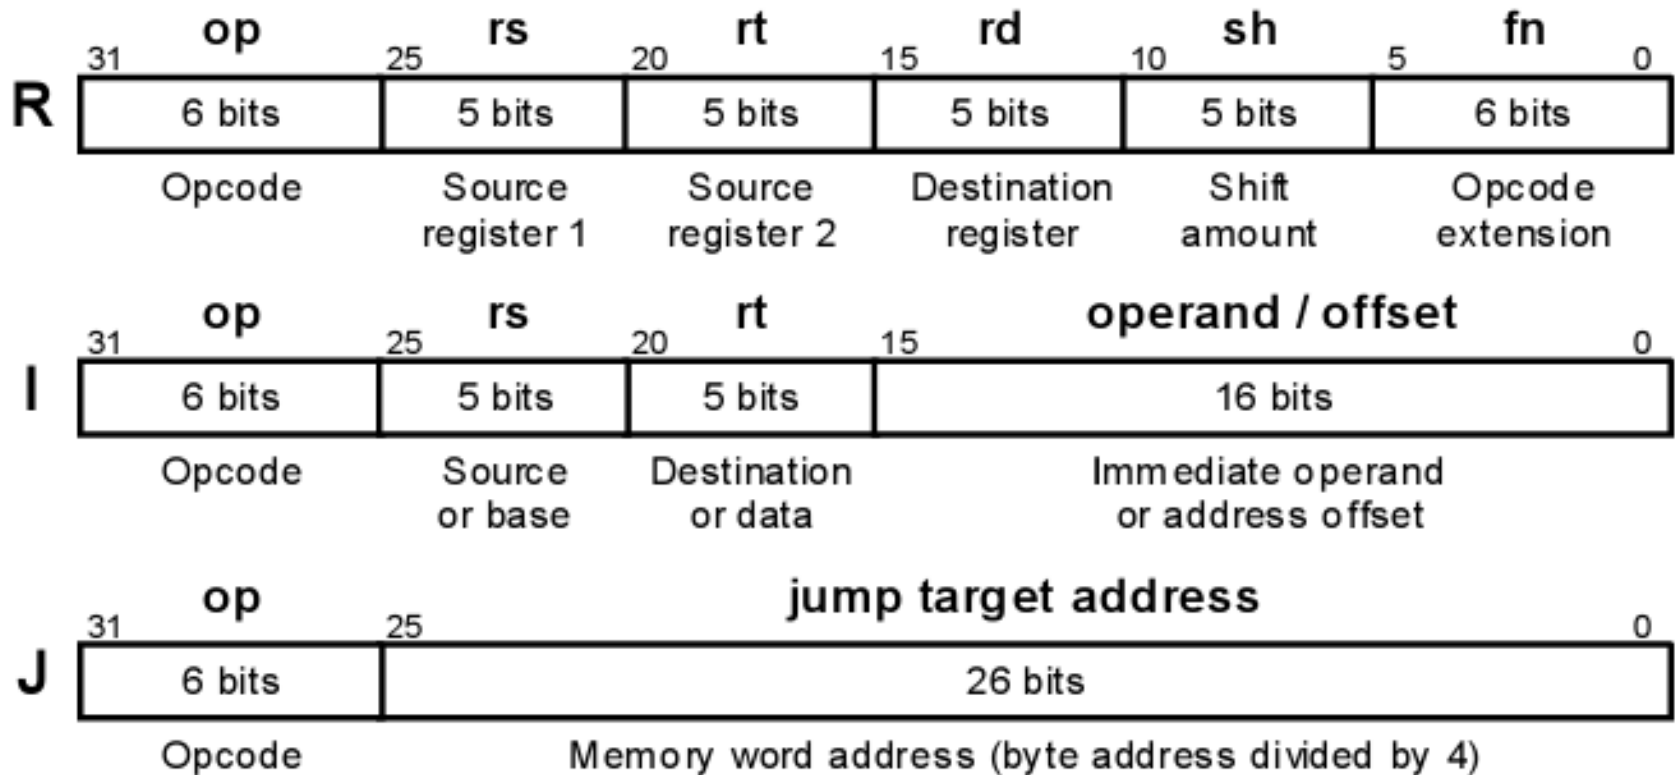 op rs rt rd sh fn
31 25 20 15 10 5 0
R 6 bits 5 bits 5 bits 5 bits 5 bits 6 bits
Opcode Source Source Destination Shift Opcode
register 1 register 2 register amount extension
op rs rt operand / offset
31 25 20 15 0
I 6 bits 5 bits 5 bits 16 bits
Opcode Source Destination Immediate operand
or base or data or address offset
op jump target address
31 25 0
J 6 bits 26 bits
Opcode Memory word address (byte address divided by 4)